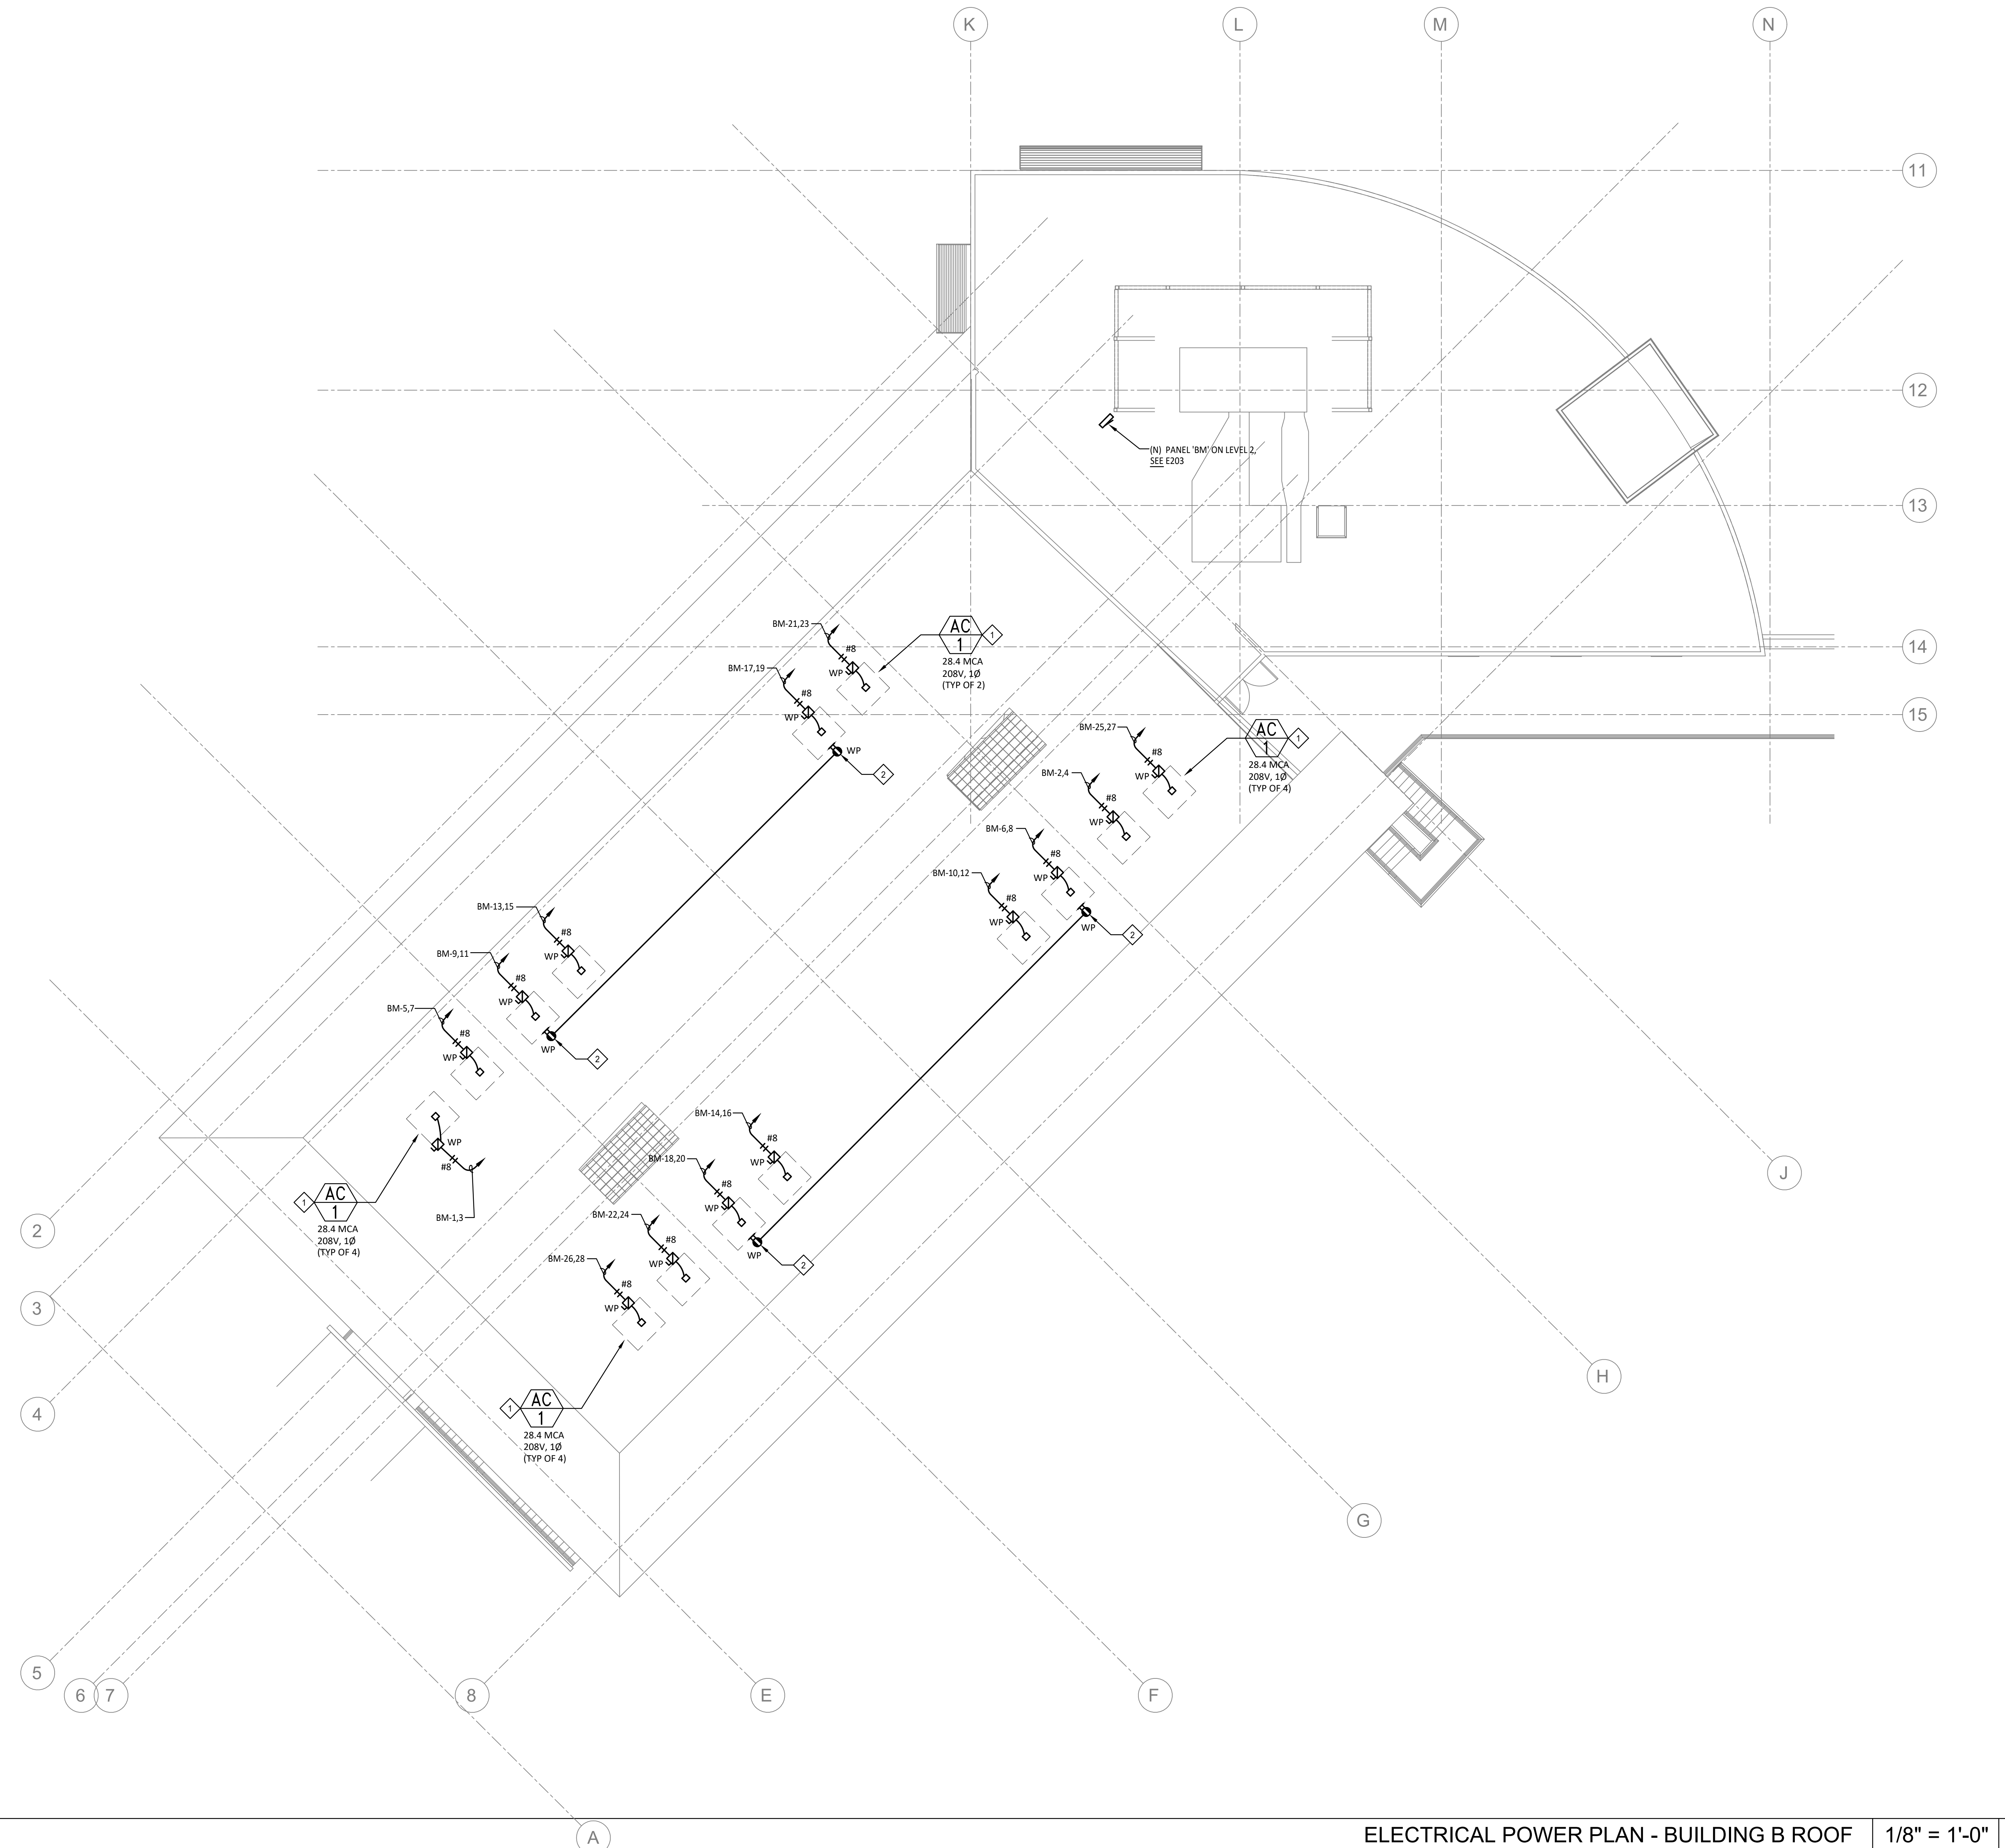 K
L
M
N
11
12
(N) PANEL 'BM' ON LEVEL 2,
SEE E203
13
14
15
BM-21,23
#8
WP
AC
1
1
28.4 MCA
208V, 1Ø
(TYP OF 2)
BM-17,19
#8
WP
WP
2
BM-25,27
#8
WP
AC
1
1
28.4 MCA
208V, 1Ø
(TYP OF 4)
BM-2,4
#8
WP
BM-6,8
#8
WP
WP
2
BM-10,12
#8
WP
BM-13,15
#8
WP
BM-9,11
#8
WP
WP
2
BM-5,7
#8
WP
WP
#8
BM-1,3
1
AC
1
28.4 MCA
208V, 1Ø
(TYP OF 4)
BM-14,16
#8
WP
BM-18,20
#8
WP
WP
2
BM-22,24
#8
WP
BM-26,28
#8
WP
1
AC
1
28.4 MCA
208V, 1Ø
(TYP OF 4)
J
2
3
H
4
G
5
6
7
8
E
F
A
ELECTRICAL POWER PLAN - BUILDING B ROOF
1/8" = 1'-0"